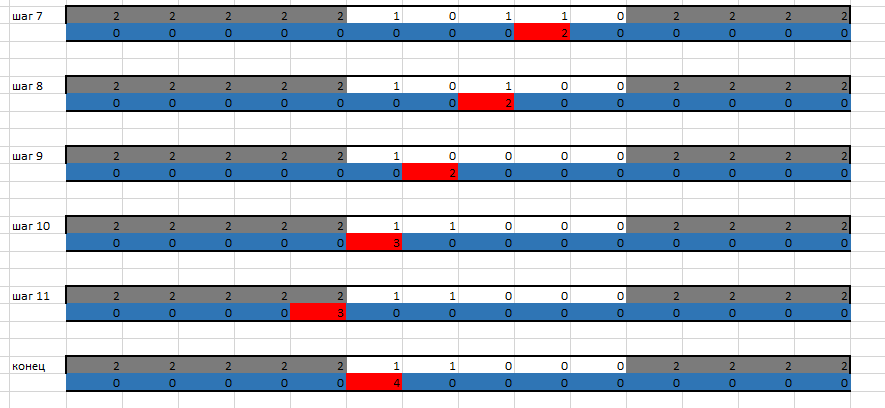 шаг 7 2 2 2 2 2 1 0 1 1 0 2 2 2 2
0 0 0 0 0 0 0 0 2 0 0 0 0 0
шаг 8 2 2 2 2 2 1 0 1 0 0 2 2 2 2
0 0 0 0 0 0 0 2 0 0 0 0 0 0
шаг 9 2 2 2 2 2 1 0 0 0 0 2 2 2 2
0 0 0 0 0 0 2 0 0 0 0 0 0 0
шаг 10 2 2 2 2 2 1 1 0 0 0 2 2 2 2
0 0 0 0 0 3 0 0 0 0 0 0 0 0
шаг 11 2 2 2 2 2 1 1 0 0 0 2 2 2 2
0 0 0 0 3 0 0 0 0 0 0 0 0 0
конец 2 2 2 2 2 1 1 0 0 0 2 2 2 2
0 0 0 0 0 4 0 0 0 0 0 0 0 0